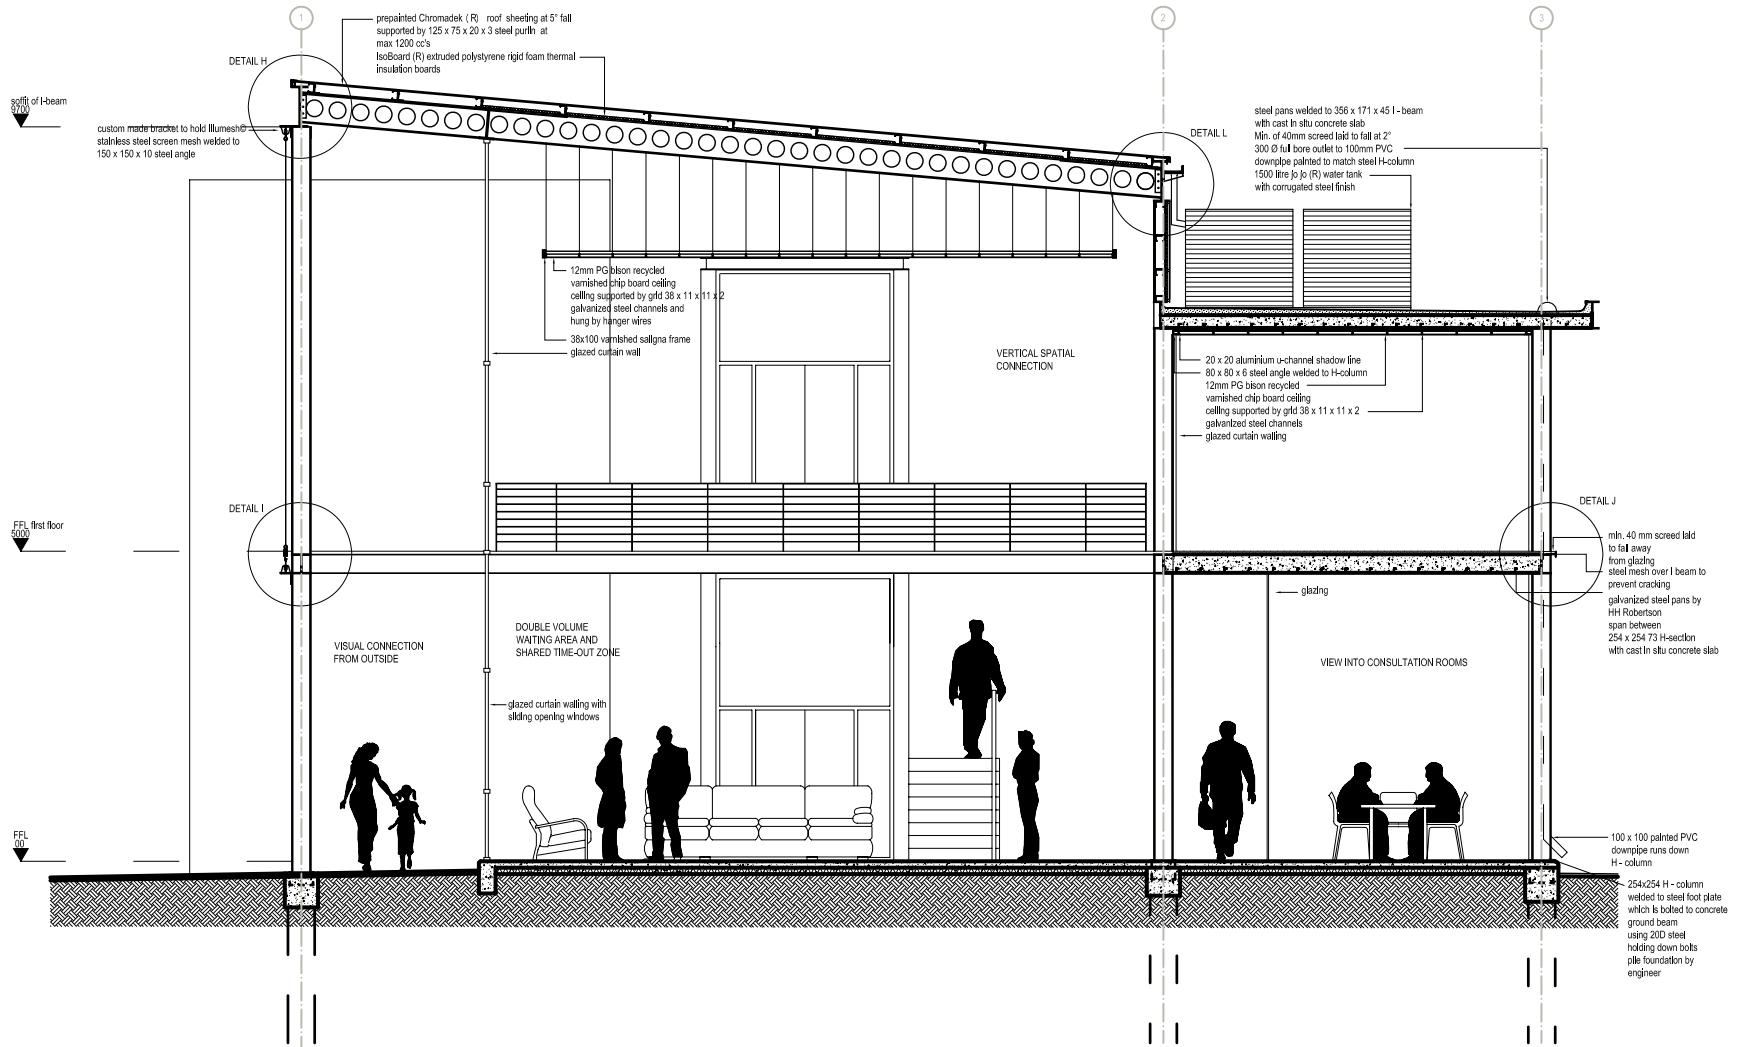 1
2
3
prepainted Chromadek ( R) roof sheeting at 5° fall
supported by 125 x 75 x 20 x 3 steel purlin at
max 1200 cc's
IsoBoard (R) extruded polystyrene rigid foam thermal
insulation boards
DETAIL H
soffit of I-beam
9700
custom made bracket to hold Illumesh©
stainless steel screen mesh welded to
150 x 150 x 10 steel angle
DETAIL L
steel pans welded to 356 x 171 x 45 I - beam
with cast in situ concrete slab
Min. of 40mm screed laid to fall at 2°
300 Ø full bore outlet to 100mm PVC
downpipe painted to match steel H-column
1500 litre jo jo (R) water tank
with corrugated steel finish
12mm PG bison recycled
varnished chip board ceiling
ceiling supported by grid 38 x 11 x 11 x 2
galvanized steel channels and
hung by hanger wires
38x100 varnished saligna frame
glazed curtain wall
VERTICAL SPATIAL
CONNECTION
20 x 20 aluminium u-channel shadow line
80 x 80 x 6 steel angle welded to H-column
12mm PG bison recycled
varnished chip board ceiling
ceiling supported by grid 38 x 11 x 11 x 2
galvanized steel channels
glazed curtain walling
DETAIL I
FFL first floor
5000
DETAIL J
min. 40 mm screed laid
to fall away
from glazing
steel mesh over I beam to
prevent cracking
galvanized steel pans by
HH Robertson
span between
254 x 254 73 H-section
with cast in situ concrete slab
glazing
VISUAL CONNECTION
FROM OUTSIDE
DOUBLE VOLUME
WAITING AREA AND
SHARED TIME-OUT ZONE
VIEW INTO CONSULTATION ROOMS
glazed curtain walling with
sliding opening windows
FFL
00
100 x 100 painted PVC
downpipe runs down
H - column
254x254 H - column
welded to steel foot plate
which is bolted to concrete
ground beam
using 20D steel
holding down bolts
pile foundation by
engineer